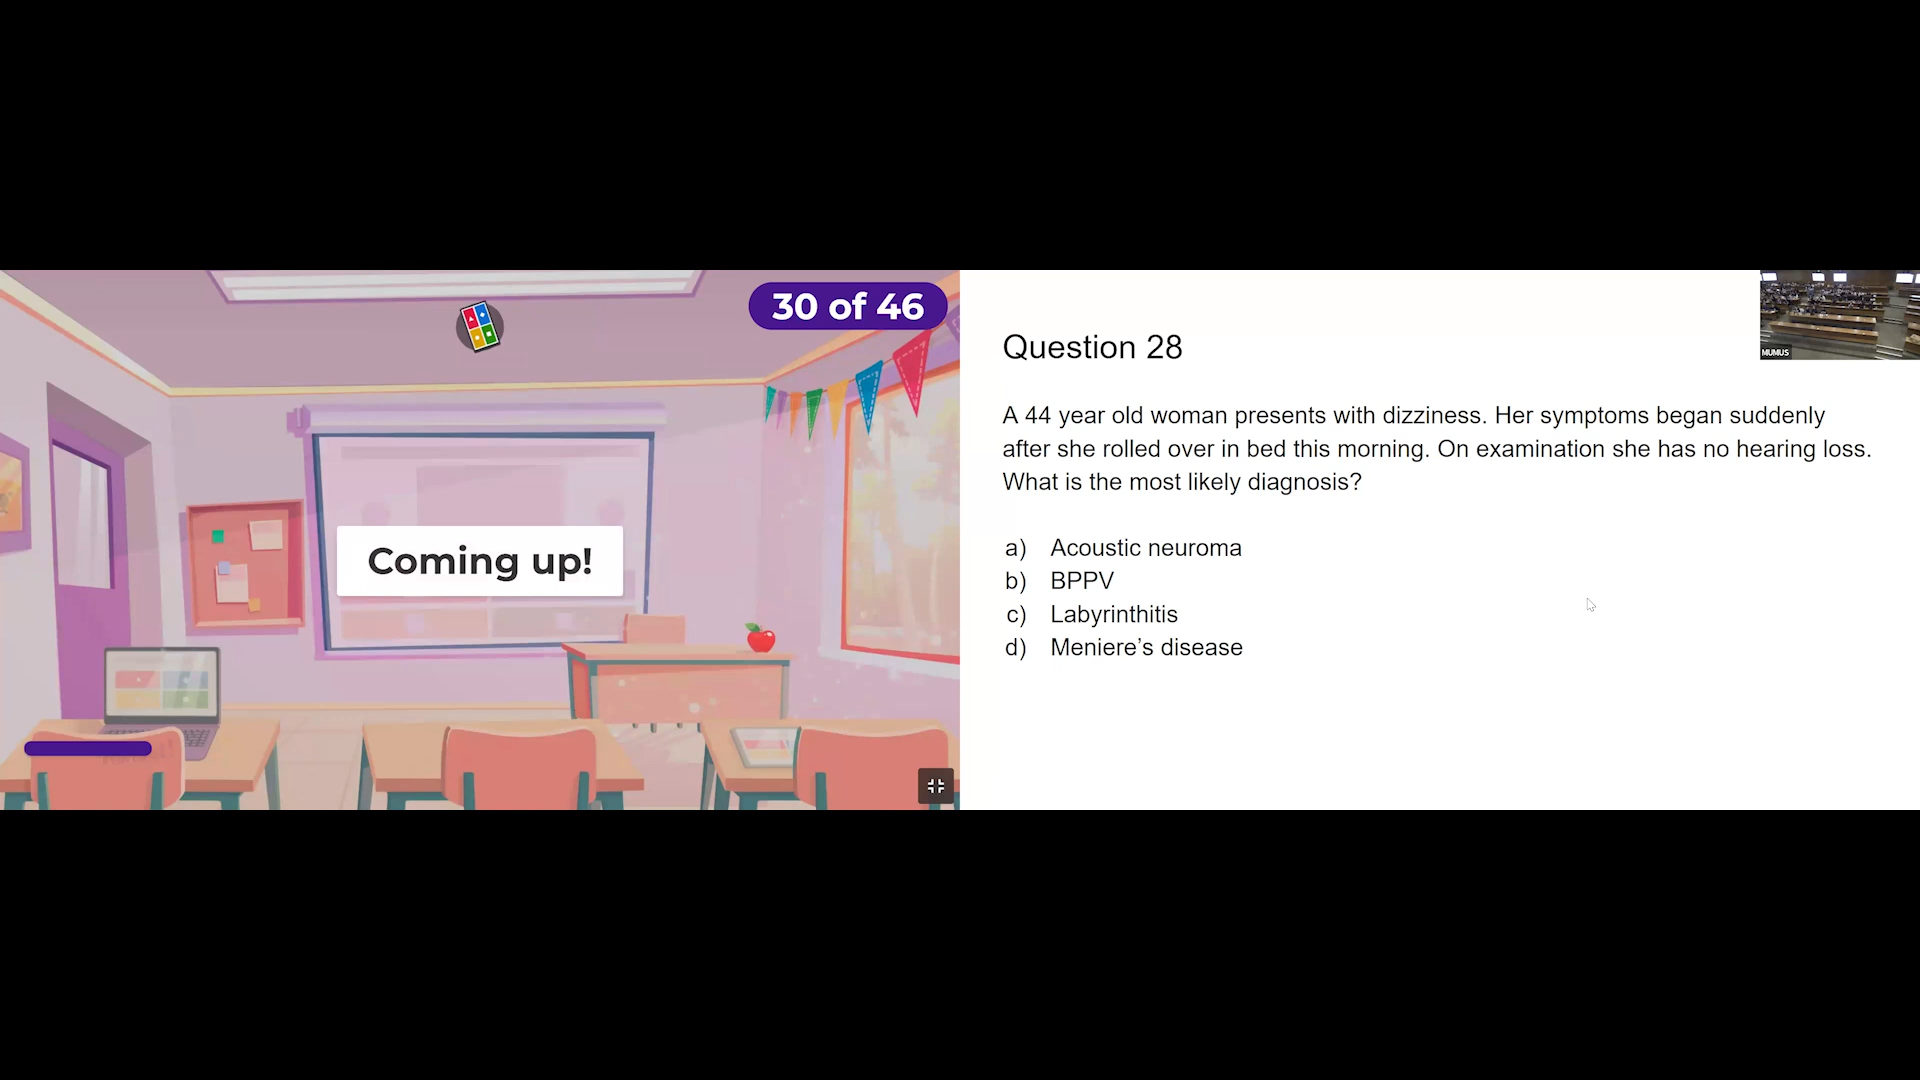 30 of 46
Coming up!
MUMUS
Question 28
A 44 year old woman presents with dizziness. Her symptoms began suddenly
after she rolled over in bed this morning. On examination she has no hearing loss.
What is the most likely diagnosis?
a) Acoustic neuroma
b) BPPV
c) Labyrinthitis
d) Meniere’s disease